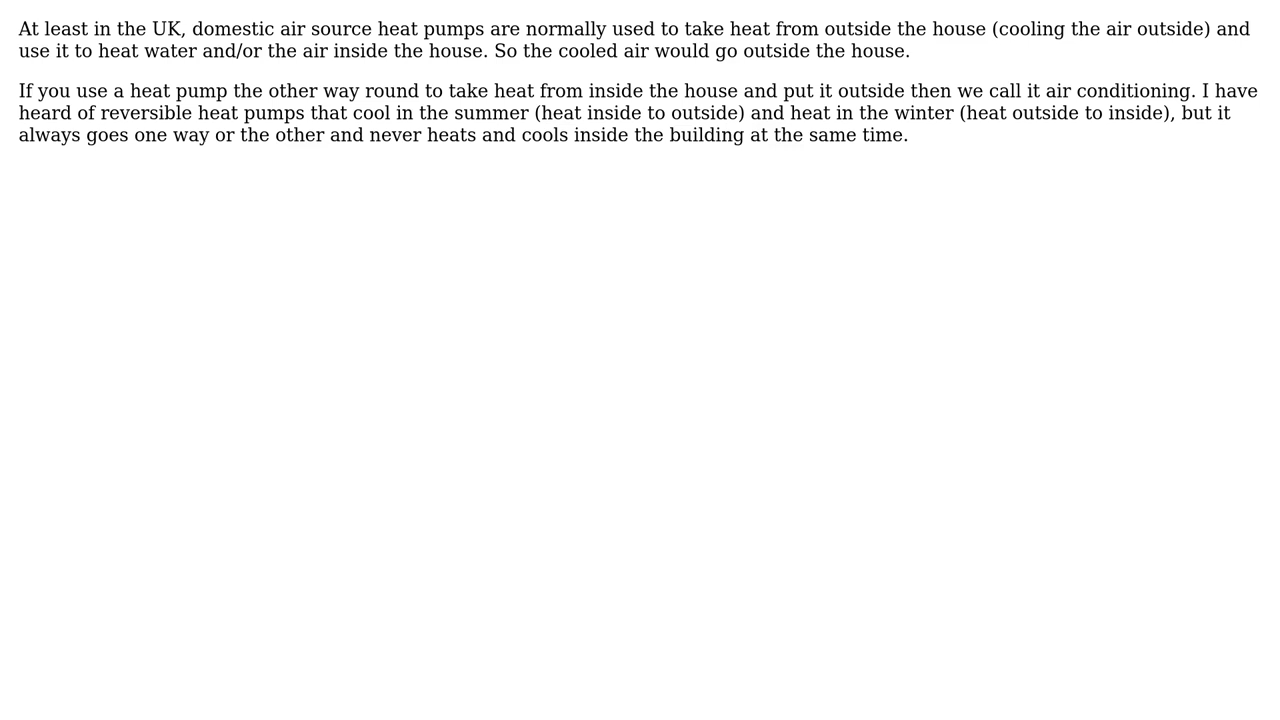 At least in the UK, domestic air source heat pumps are normally used to take heat from outside the house (cooling the air outside) and
use it to heat water and/or the air inside the house. So the cooled air would go outside the house.
If you use a heat pump the other way round to take heat from inside the house and put it outside then we call it air conditioning. I have
heard of reversible heat pumps that cool in the summer (heat inside to outside) and heat in the winter (heat outside to inside), but it
always goes one way or the other and never heats and cools inside the building at the same time.